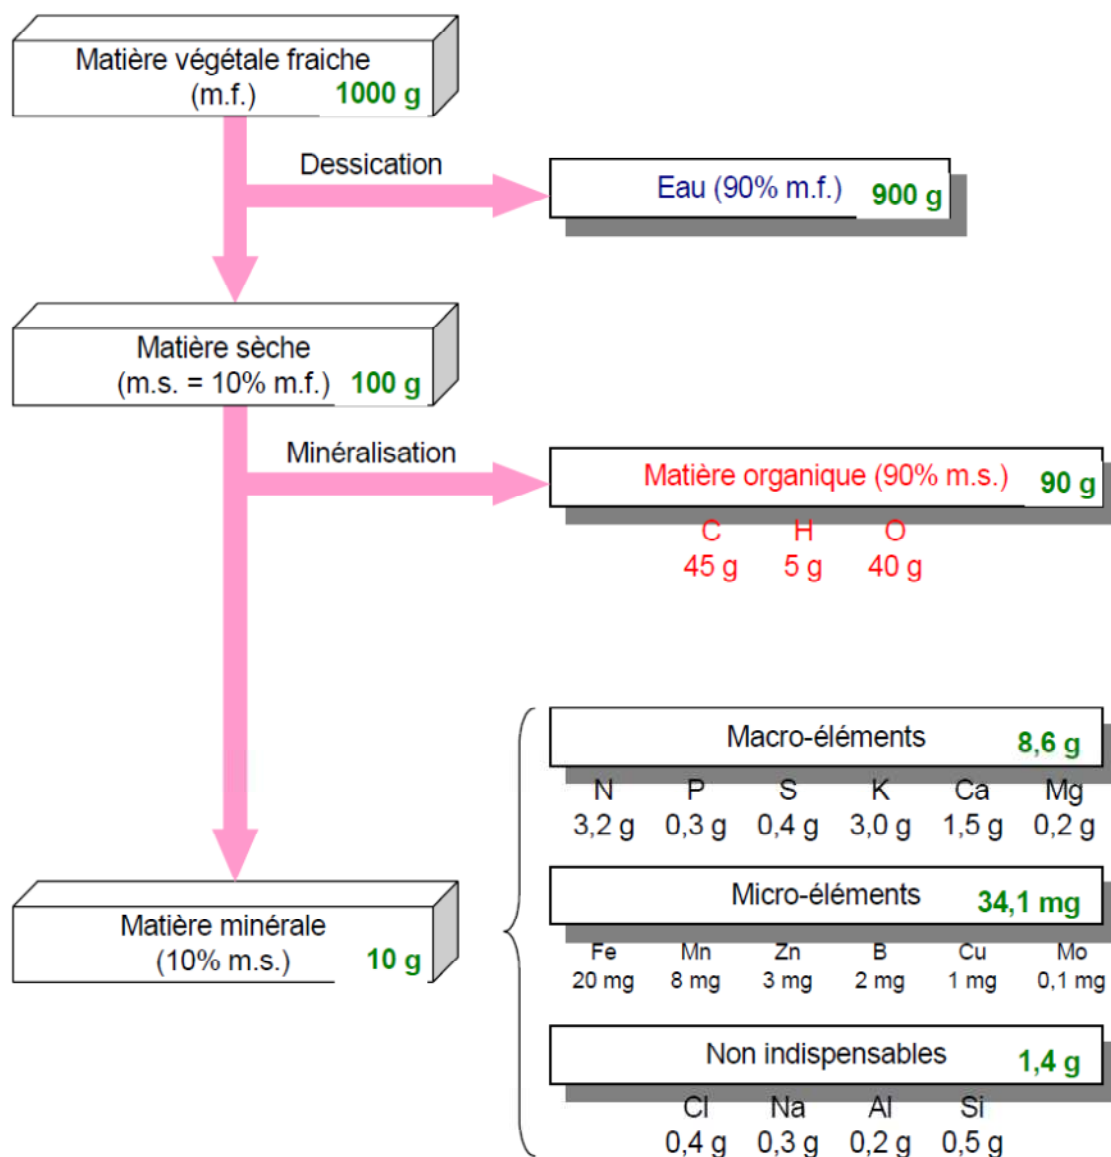 Matière végétale fraiche
(m.f.) 1000 g
Dessication
Eau (90% m.f.) 900 g
Matière sèche
(m.s. = 10% m.f.) 100 g
Minéralisation
Matière organique (90% m.s.) 90 g
C H O
45 g 5 g 40 g
Macro-éléments 8,6 g
N P S K Ca Mg
3,2 g 0,3 g 0,4 g 3,0 g 1,5 g 0,2 g
Matière minérale
(10% m.s.) 10 g
Micro-éléments 34,1 mg
Fe Mn Zn B Cu Mo
20 mg 8 mg 3 mg 2 mg 1 mg 0,1 mg
Non indispensables 1,4 g
Cl Na Al Si
0,4 g 0,3 g 0,2 g 0,5 g